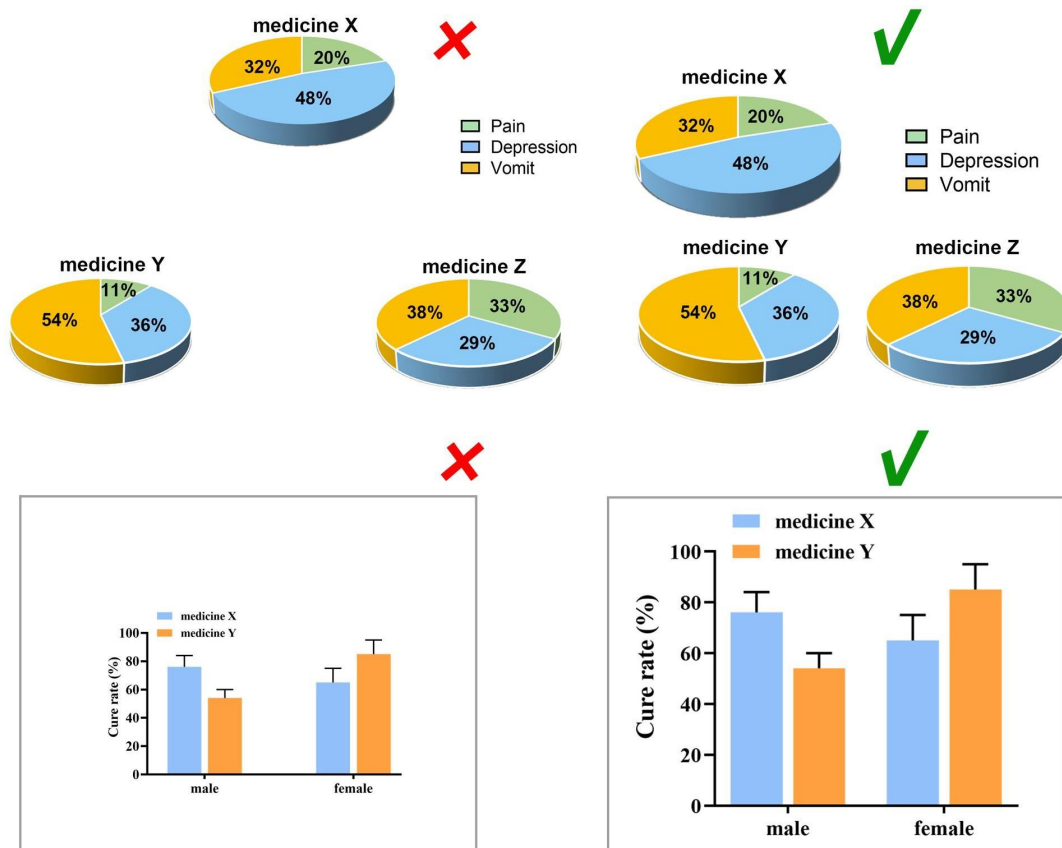 medicine X
32%
20%
48%
Pain
Depression
Vomit
medicine Y
11%
54%
36%
medicine Z
38%
33%
29%
medicine X
32%
20%
48%
Pain
Depression
Vomit
medicine Y
11%
54%
36%
medicine Z
38%
33%
29%
medicine X
medicine Y
Cure rate (%)
100
80
60
40
20
0
male female
medicine X
medicine Y
Cure rate (%)
100
80
60
40
20
0
male female